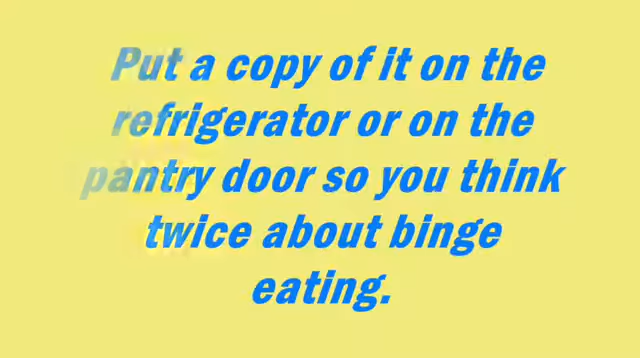 Put a copy of it on the
refrigerator or on the
pantry door so you think
twice about binge
eating.